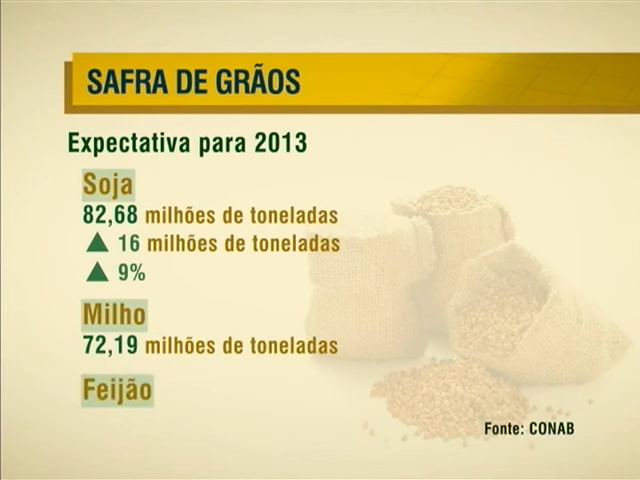 SAFRA DE GRÃOS
Expectativa para 2013
Soja
82,68 milhões de toneladas
▲ 16 milhões de toneladas
▲ 9%
Milho
72,19 milhões de toneladas
Feijão
Fonte: CONAB